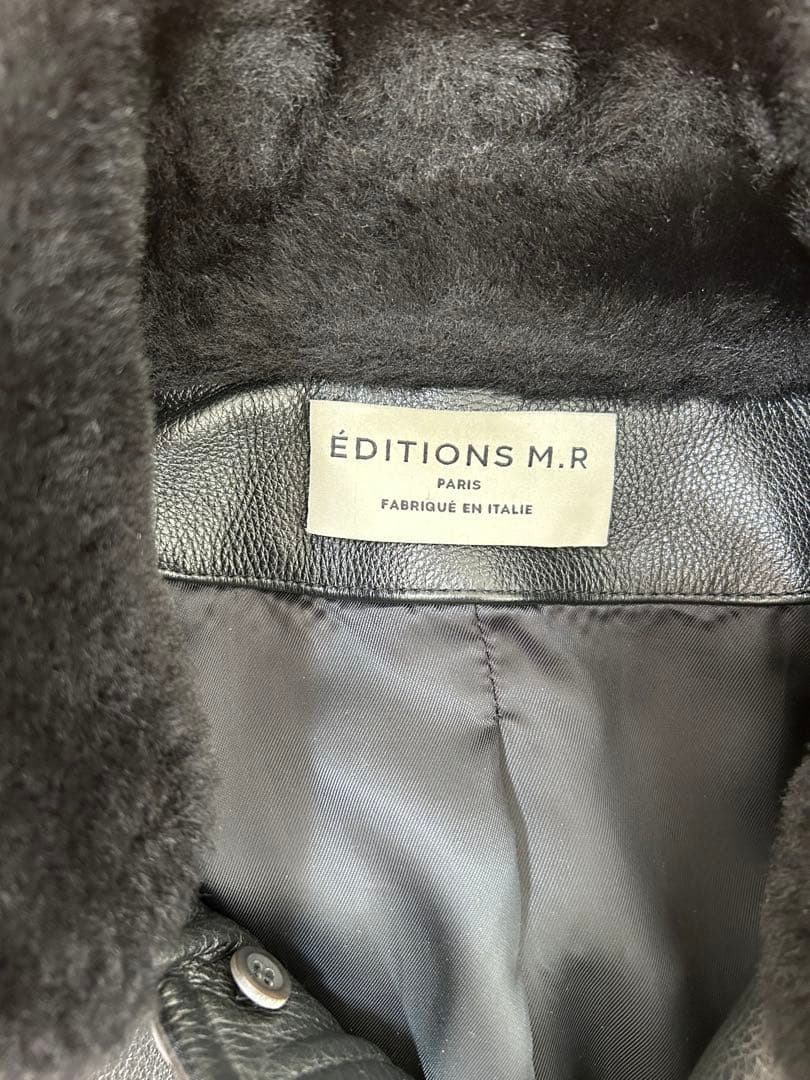 ÉDITIONS M.R
PARIS
FABRIQUÉ EN ITALIE